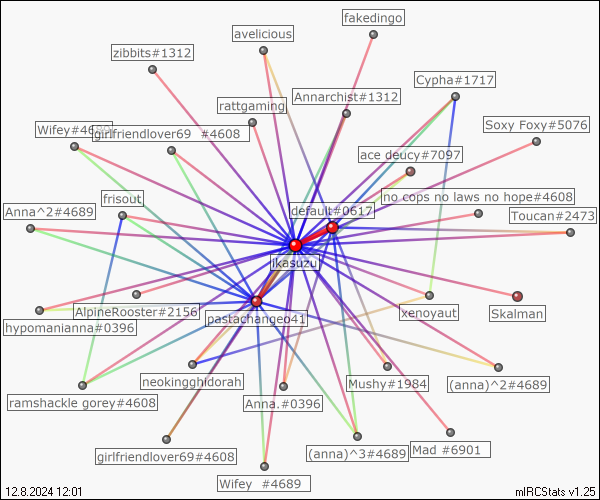 fakedingo
avelicious
zibbits#1312
Cypha#1717
Annarchist#1312
rattgaming
Soxy Foxy#5076
Wifey#4689
girlfriendlover69 #4608
ace deucy#7097
frisout
no cops no laws no hope#4608
Anna^2#4689
default#0617
Toucan#2473
ikasuzu
AlpineRooster#2156
xenoyaut
Skalman
pastachangeo41
hypomanianna#0396
neokingghidorah
Mushy#1984
(anna)^2#4689
ramshackle gorey#4608
Anna.#0396
girlfriendlover69#4608
(anna)^3#4689
Mad #6901
Wifey #4689
12.8.2024 12:01
mIRCStats v1.25